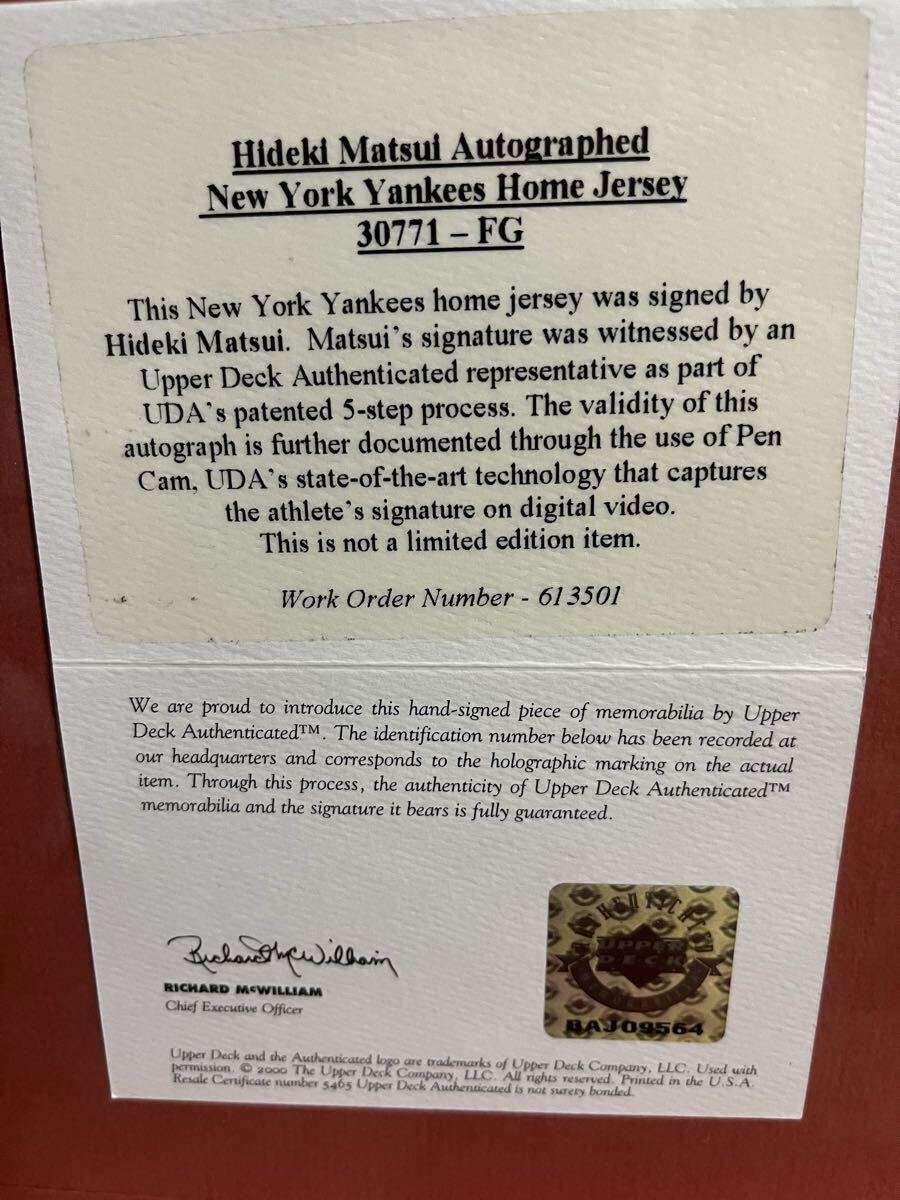 Hideki Matsui Autographed
New York Yankees Home Jersey
30771 – FG
This New York Yankees home jersey was signed by
Hideki Matsui. Matsui's signature was witnessed by an
Upper Deck Authenticated representative as part of
UDA's patented 5-step process. The validity of this
autograph is further documented through the use of Pen
Cam, UDA's state-of-the-art technology that captures
the athlete's signature on digital video.
This is not a limited edition item.
Work Order Number - 613501
We are proud to introduce this hand-signed piece of memorabilia by Upper
Deck Authenticated™. The identification number below has been recorded at
our headquarters and corresponds to the holographic marking on the actual
item. Through this process, the authenticity of Upper Deck Authenticated™
memorabilia and the signature it bears is fully guaranteed.
Richard McWilliam
RICHARD McWILLIAM
Chief Executive Officer
AUTHENTICATED
UPPER
DECK
BAJ09564
Upper Deck and the Authenticated logo are trademarks of Upper Deck Company, LLC. Used with
permission. © 2000 The Upper Deck Company, LLC. All rights reserved. Printed in the U.S.A.
Resale Certificate number 5465 Upper Deck Authenticated is not surety bonded.